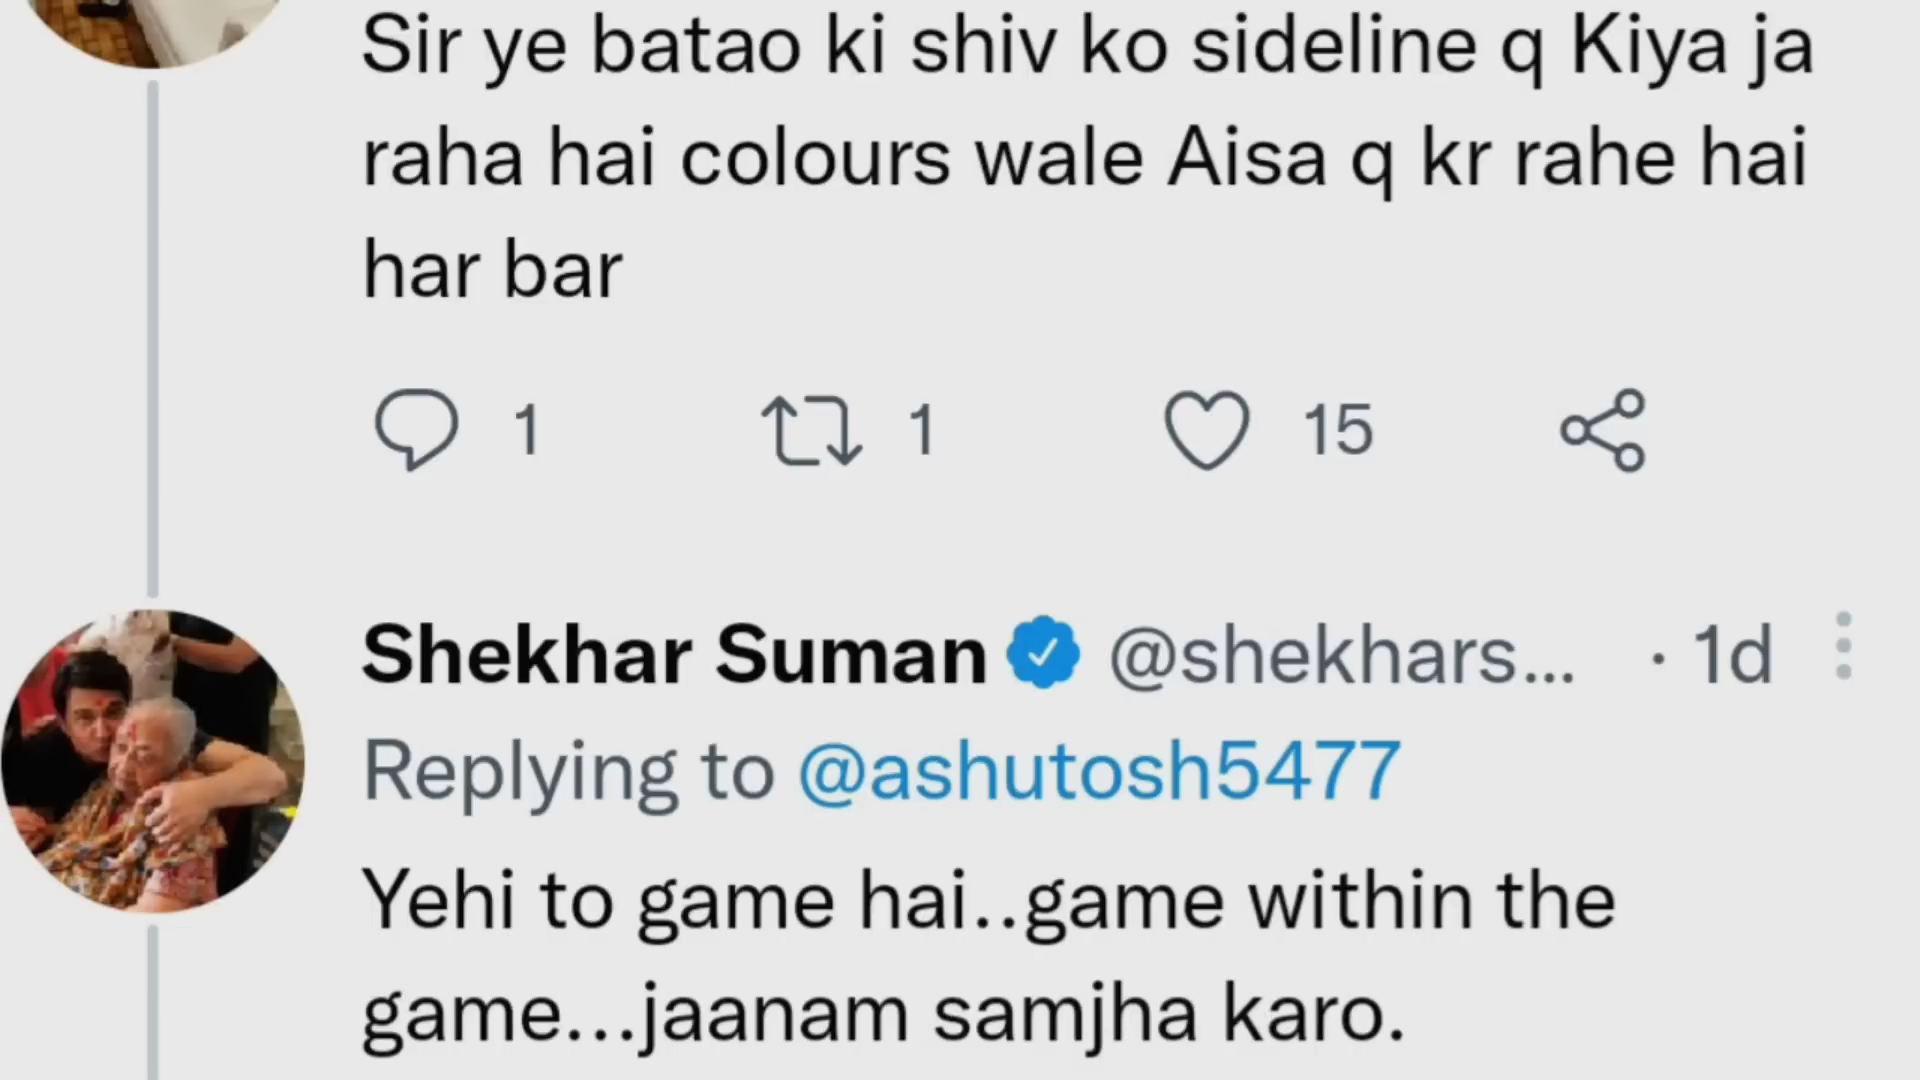 Sir ye batao ki shiv ko sideline q Kiya ja
raha hai colours wale Aisa q kr rahe hai
har bar
1 1 15
Shekhar Suman @shekhars... · 1d
Replying to @ashutosh5477
Yehi to game hai..game within the
game...jaanam samjha karo.